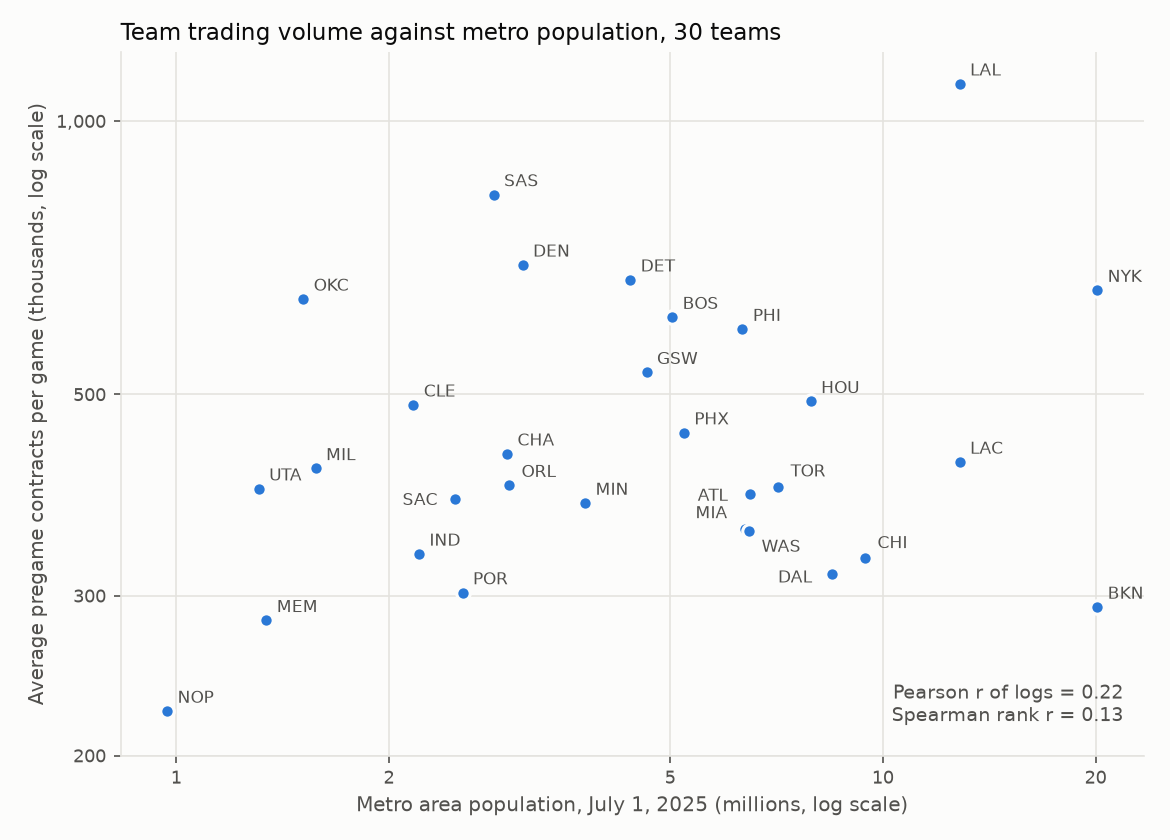 Team trading volume against metro population, 30 teams
Average pregame contracts per game (thousands, log scale)
1,000
500
300
200
LAL
SAS
DEN
DET
NYK
OKC
BOS
PHI
GSW
HOU
CLE
PHX
CHA
LAC
MIL
UTA
ORL
TOR
MIN
SAC
ATL
MIA
IND
WAS
CHI
POR
DAL
BKN
MEM
NOP
Pearson r of logs = 0.22
Spearman rank r = 0.13
1
2
5
10
20
Metro area population, July 1, 2025 (millions, log scale)